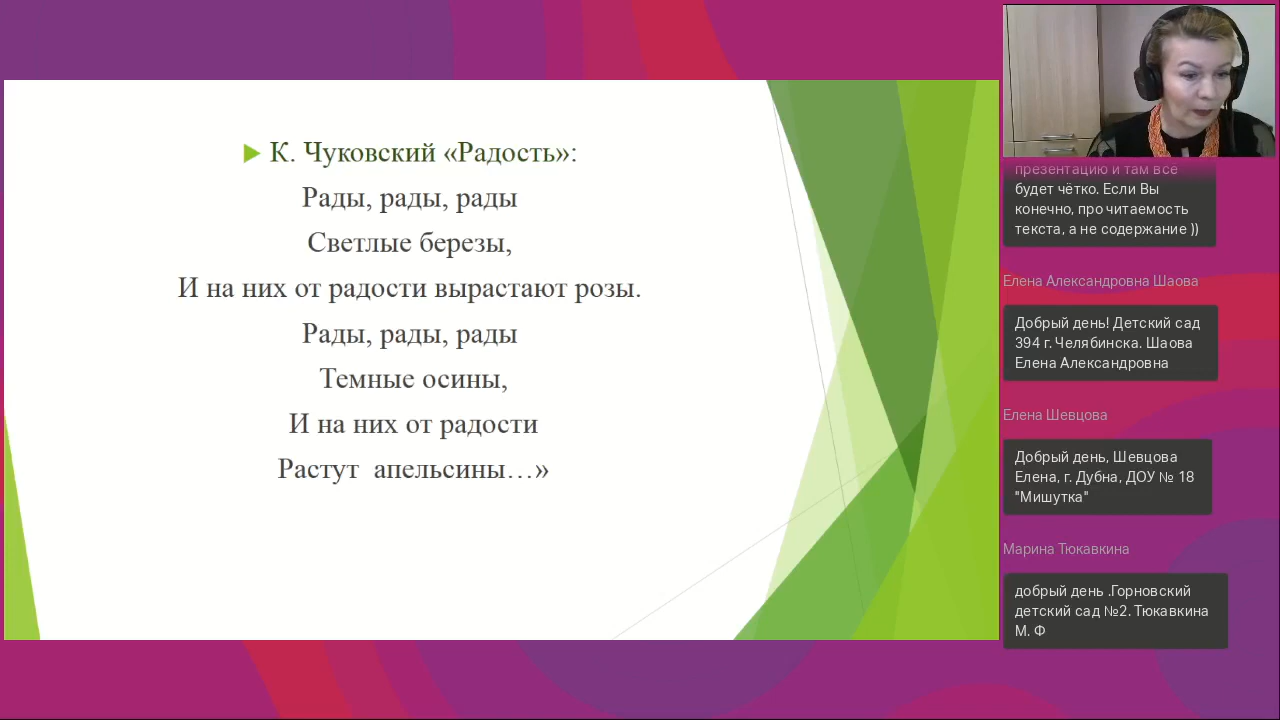 К. Чуковский «Радость»:
Рады, рады, рады
Светлые березы,
И на них от радости вырастают розы.
Рады, рады, рады
Темные осины,
И на них от радости
Растут апельсины…»
презентацию и там все
будет чётко. Если Вы
конечно, про читаемость
текста, а не содержание ))
Елена Александровна Шаова
Добрый день! Детский сад
394 г. Челябинска. Шаова
Елена Александровна
Елена Шевцова
Добрый день, Шевцова
Елена, г. Дубна, ДОУ № 18
"Мишутка"
Марина Тюкавкина
добрый день .Горновский
детский сад №2. Тюкавкина
М. Ф